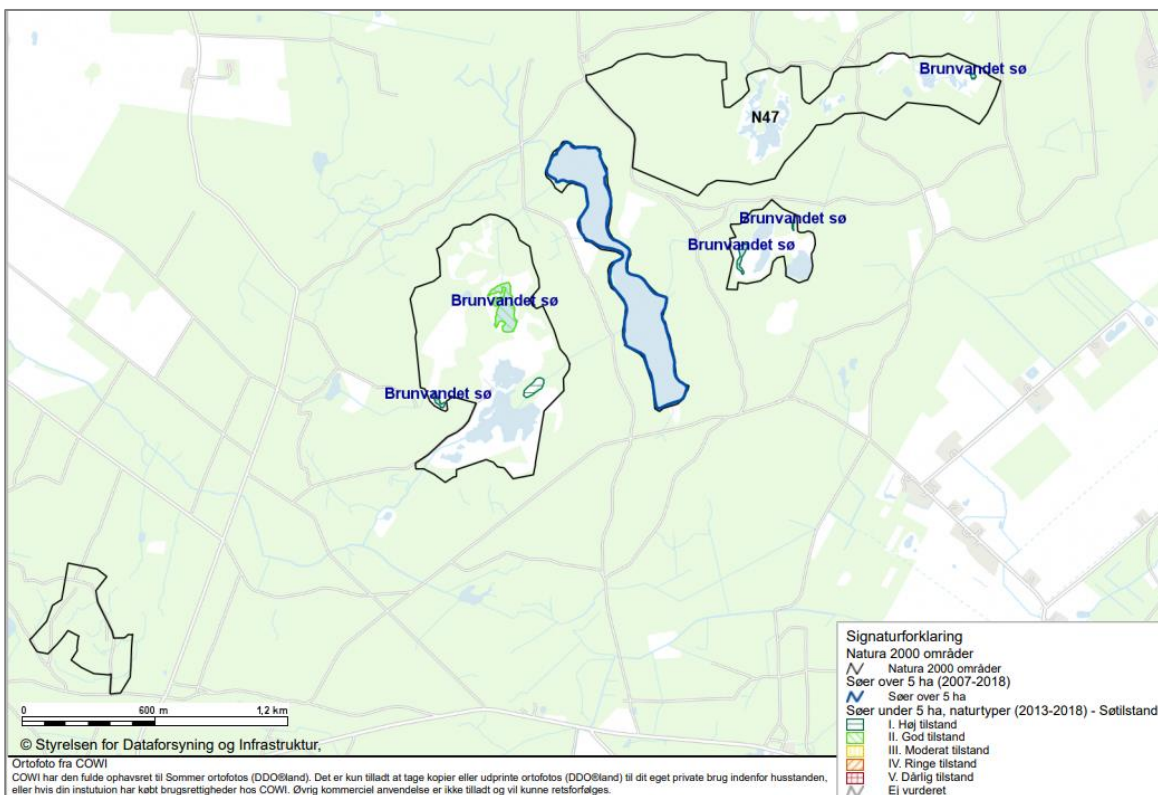 Brunvandet sø
N47
Brunvandet sø
Brunvandet sø
Brunvandet sø
Brunvandet sø
0 600 m 1,2 km
© Styrelsen for Dataforsyning og Infrastruktur,
Ortofoto fra COWI
COWI har den fulde ophavsret til Sommer ortofotos (DDO®land). Det er kun tilladt at tage kopier eller udprinte ortofotos (DDO®land) til dit eget private brug indenfor husstanden,
eller hvis din instutuion har købt brugsrettigheder hos COWI. Øvrig kommerciel anvendelse er ikke tilladt og vil kunne retsforfølges.
Signaturforklaring
Natura 2000 områder
Natura 2000 områder
Søer over 5 ha (2007-2018)
Søer over 5 ha
Søer under 5 ha, naturtyper (2013-2018) - Søtilstand
I. Høj tilstand
II. God tilstand
III. Moderat tilstand
IV. Ringe tilstand
V. Dårlig tilstand
Ej vurderet